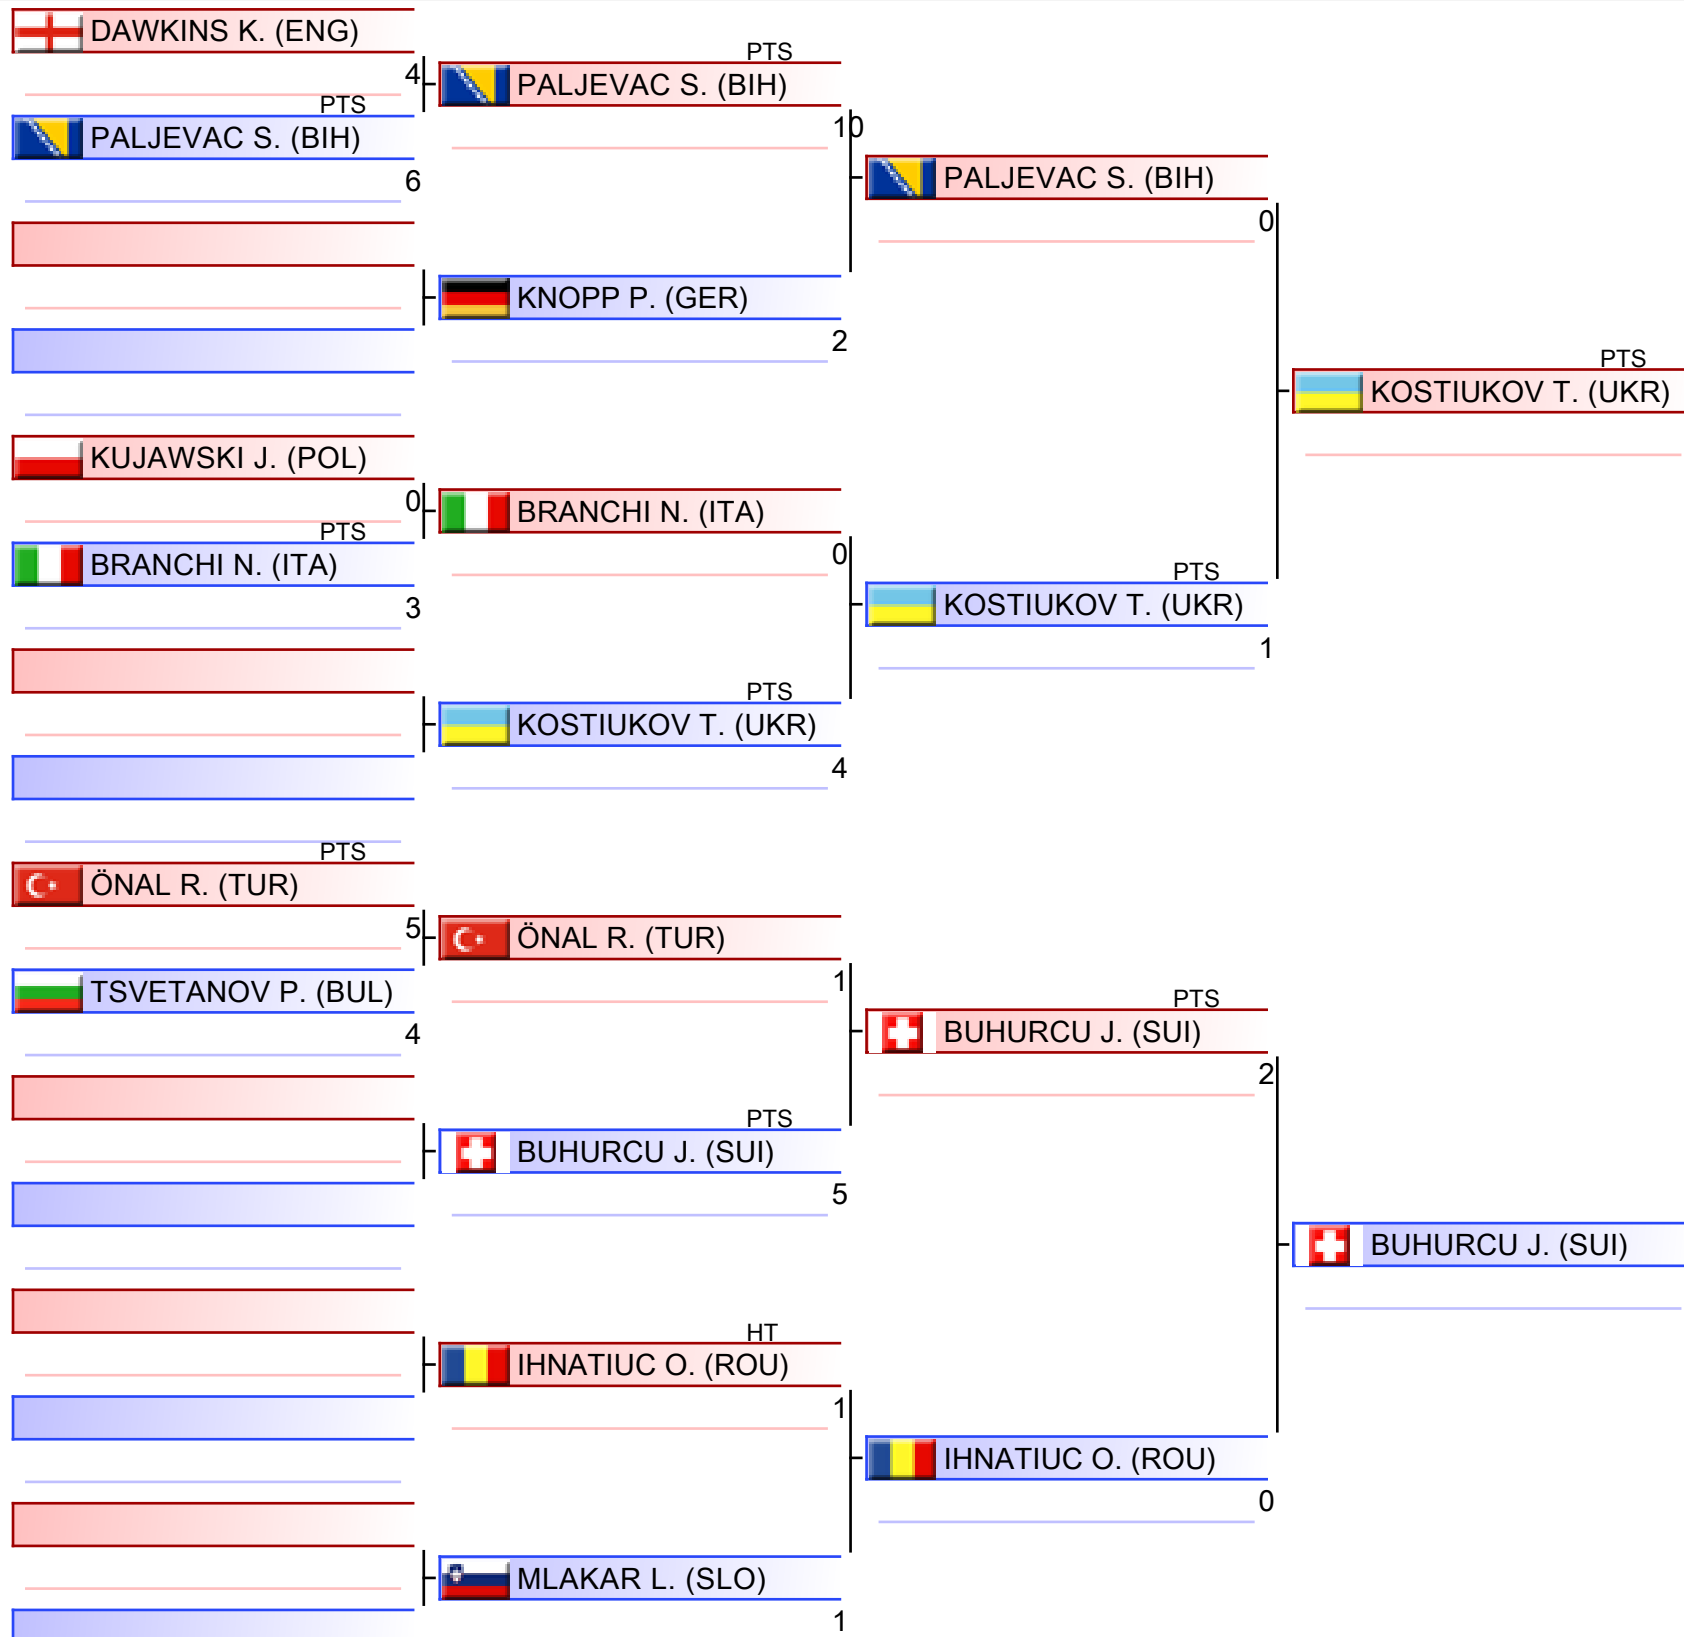 DAWKINS K. (ENG)
4
PTS
PALJEVAC S. (BIH)
6
KUJAWSKI J. (POL)
0
PTS
BRANCHI N. (ITA)
3
PTS
ÖNAL R. (TUR)
5
TSVETANOV P. (BUL)
4
PTS
PALJEVAC S. (BIH)
10
KNOPP P. (GER)
2
BRANCHI N. (ITA)
0
PTS
KOSTIUKOV T. (UKR)
4
ÖNAL R. (TUR)
1
PTS
BUHURCU J. (SUI)
5
HT
IHNATIUC O. (ROU)
1
MLAKAR L. (SLO)
1
PALJEVAC S. (BIH)
0
PTS
KOSTIUKOV T. (UKR)
1
PTS
BUHURCU J. (SUI)
2
IHNATIUC O. (ROU)
0
PTS
KOSTIUKOV T. (UKR)
BUHURCU J. (SUI)